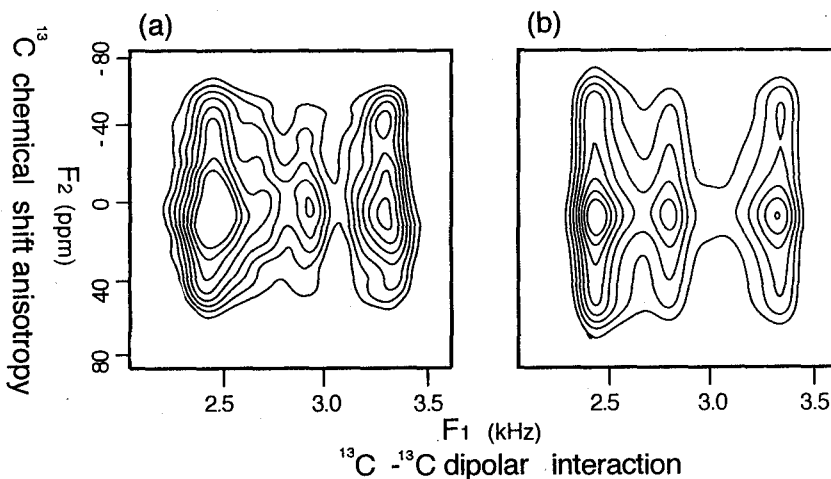 (a)
(b)
¹³C chemical shift anisotropy
F₂ (ppm)
-80
-40
0
40
80
2.5
3.0
3.5
2.5
3.0
3.5
F₁ (kHz)
¹³C -¹³C dipolar interaction